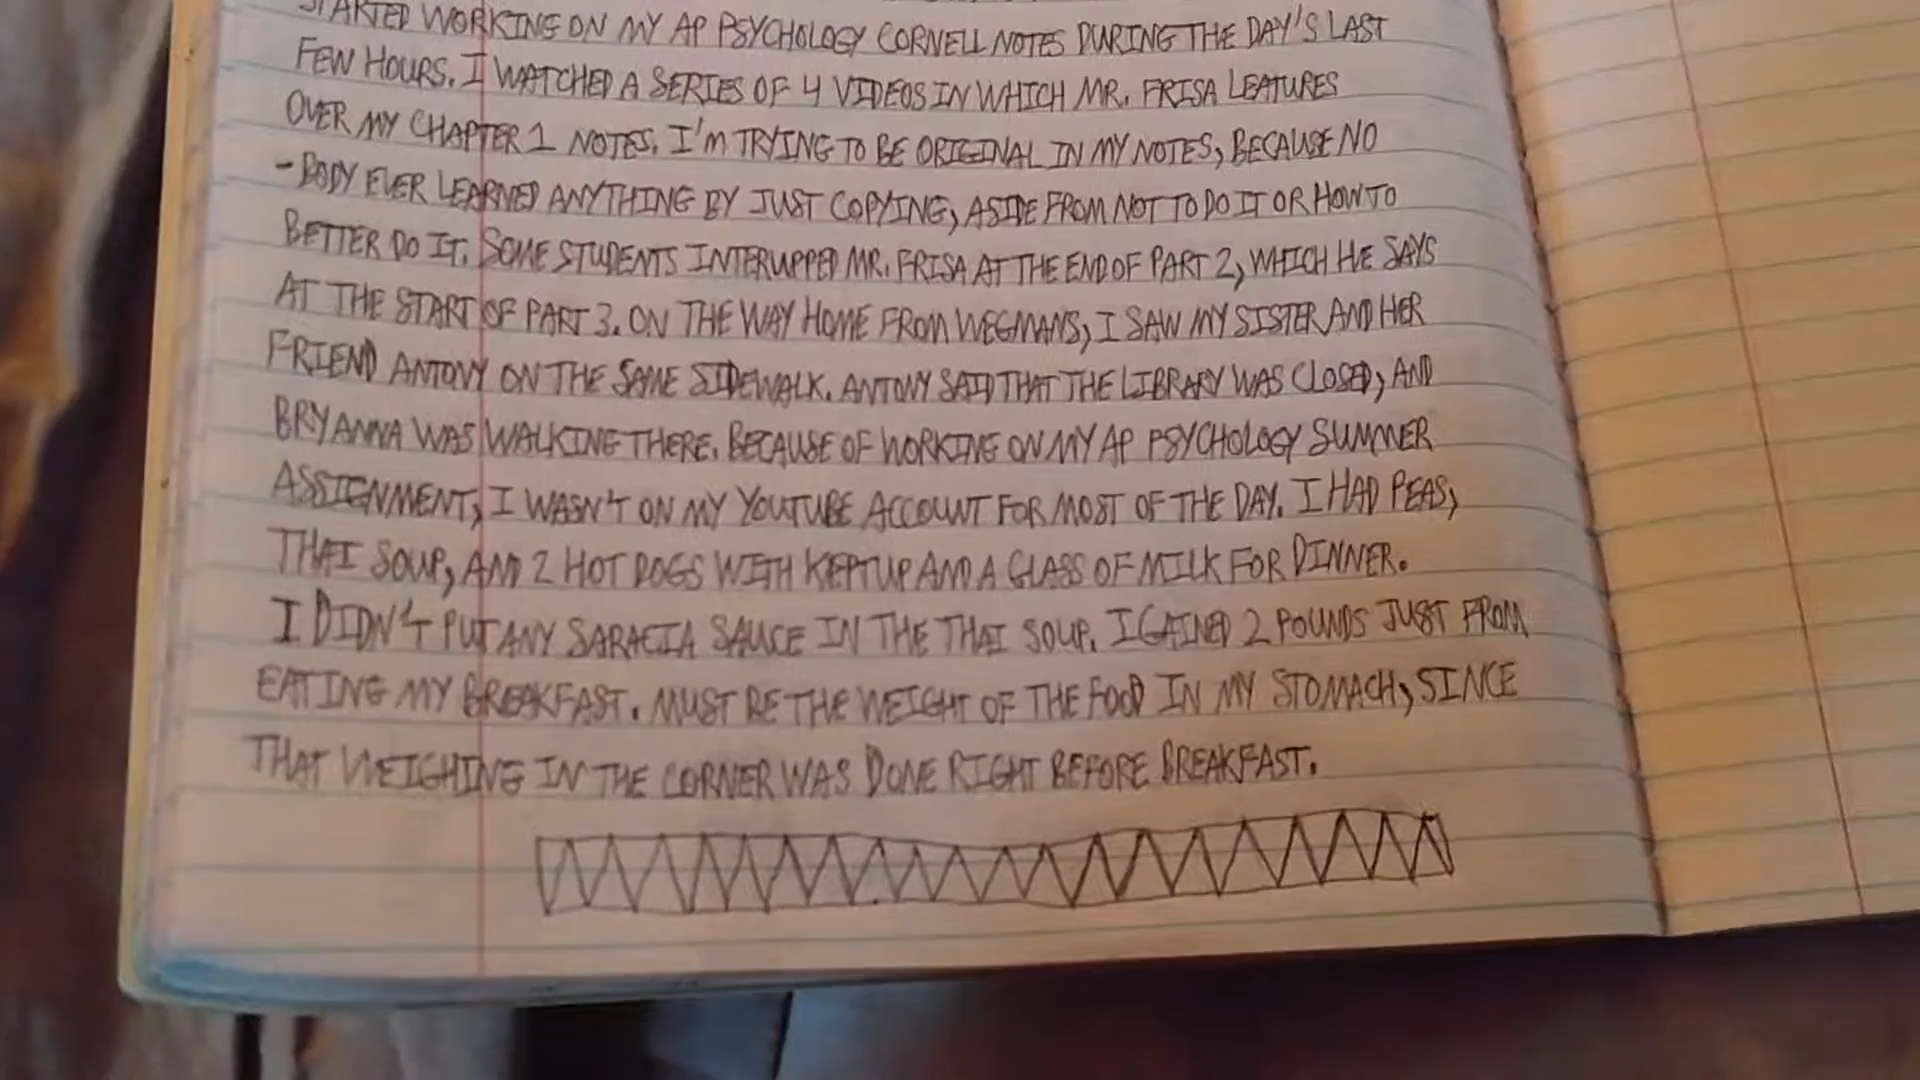 STARTED WORKING ON MY AP PSYCHOLOGY CORNELL NOTES DURING THE DAY'S LAST
FEW HOURS. I WATCHED A SERIES OF 4 VIDEOS IN WHICH MR. FRISA LEATURES
OVER MY CHAPTER 1 NOTES. I'M TRYING TO BE ORIGINAL IN MY NOTES, BECAUSE NO
-BODY EVER LEARNED ANYTHING BY JUST COPYING, ASIDE FROM NOT TO DO IT OR HOW TO
BETTER DO IT. SOME STUDENTS INTERUPPED MR. FRISA AT THE END OF PART 2, WHICH HE SAYS
AT THE START OF PART 3. ON THE WAY HOME FROM WEGMANS, I SAW MY SISTER AND HER
FRIEND ANTONY ON THE SAME SIDEWALK. ANTONY SAID THAT THE LIBRARY WAS CLOSED, AND
BRYANNA WAS WALKING THERE. BECAUSE OF WORKING ON MY AP PSYCHOLOGY SUMMER
ASSIGNMENT, I WASN'T ON MY YOUTUBE ACCOUNT FOR MOST OF THE DAY. I HAD PEAS,
THAI SOUP, AND 2 HOT DOGS WITH KEPTUP AND A GLASS OF MILK FOR DINNER.
I DIDN'T PUT ANY SARACIA SAUCE IN THE THAI SOUP. I GAINED 2 POUNDS JUST FROM
EATING MY BREAKFAST. MUST BE THE WEIGHT OF THE FOOD IN MY STOMACH, SINCE
THAT WEIGHING IN THE CORNER WAS DONE RIGHT BEFORE BREAKFAST.